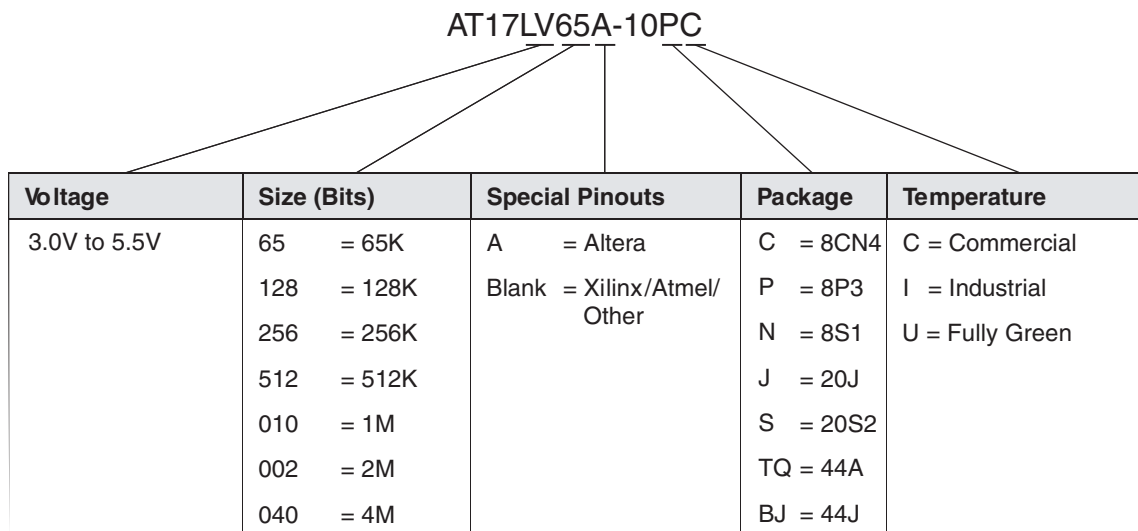 AT17LV65A-10PC
Voltage Size (Bits) Special Pinouts Package Temperature
3.0V to 5.5V 65 = 65K A = Altera C = 8CN4 C = Commercial
128 = 128K Blank = Xilinx/Atmel/ P = 8P3 I = Industrial
Other
256 = 256K N = 8S1 U = Fully Green
512 = 512K J = 20J
010 = 1M S = 20S2
002 = 2M TQ = 44A
040 = 4M BJ = 44J